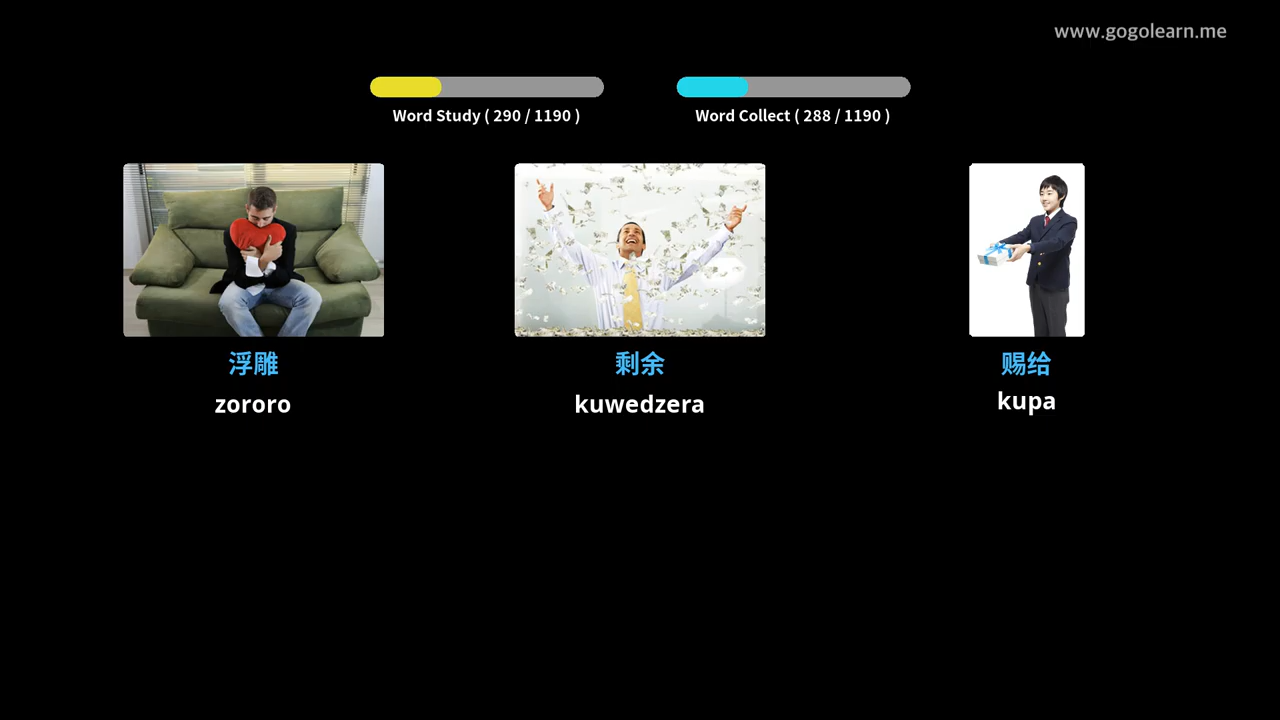 www.gogolearn.me
Word Study ( 290 / 1190 )
Word Collect ( 288 / 1190 )
浮雕
剩余
赐给
zororo
kuwedzera
kupa